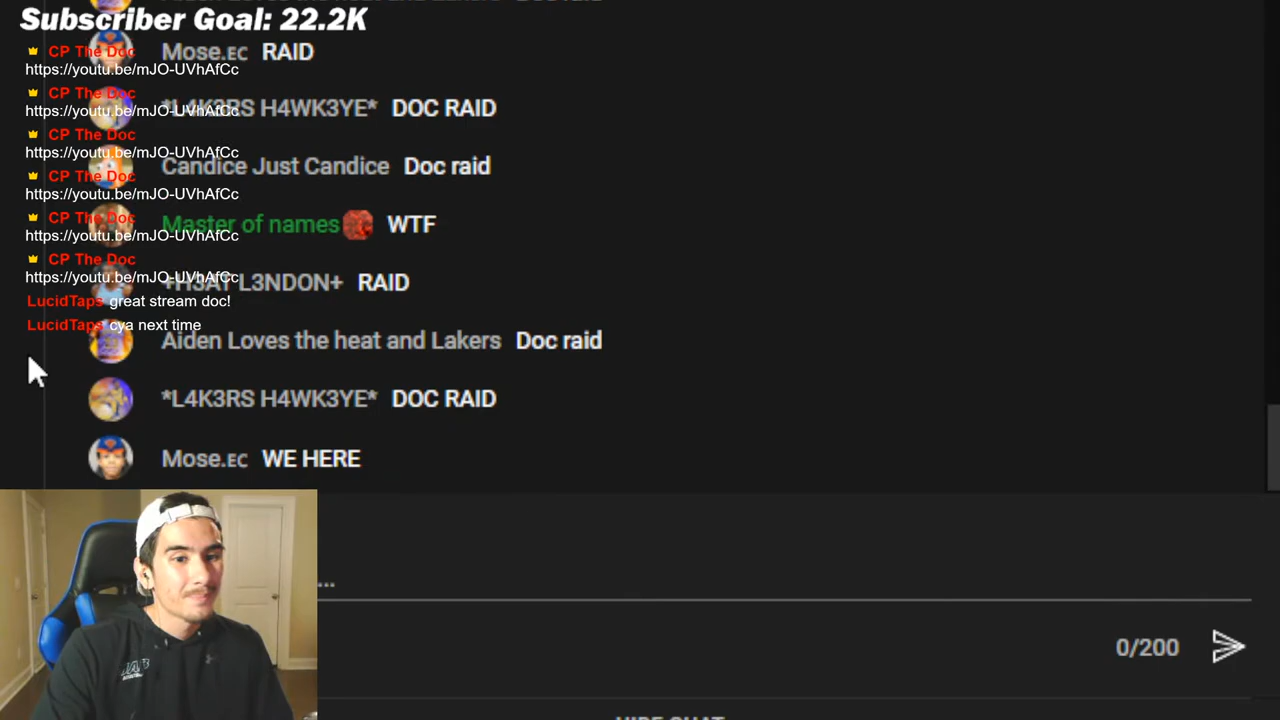 Subscriber Goal: 22.2K
Mose.EC RAID
*L4K3RS H4WK3YE* DOC RAID
Candice Just Candice Doc raid
Master of names WTF
+H3AT L3NDON+ RAID
Aiden Loves the heat and Lakers Doc raid
*L4K3RS H4WK3YE* DOC RAID
Mose.EC WE HERE
CP The Doc
https://youtu.be/mJO-UVhAfCc
CP The Doc
https://youtu.be/mJO-UVhAfCc
CP The Doc
https://youtu.be/mJO-UVhAfCc
CP The Doc
https://youtu.be/mJO-UVhAfCc
CP The Doc
https://youtu.be/mJO-UVhAfCc
CP The Doc
https://youtu.be/mJO-UVhAfCc
LucidTaps great stream doc!
LucidTaps cya next time
...
0/200
HIDE CHAT